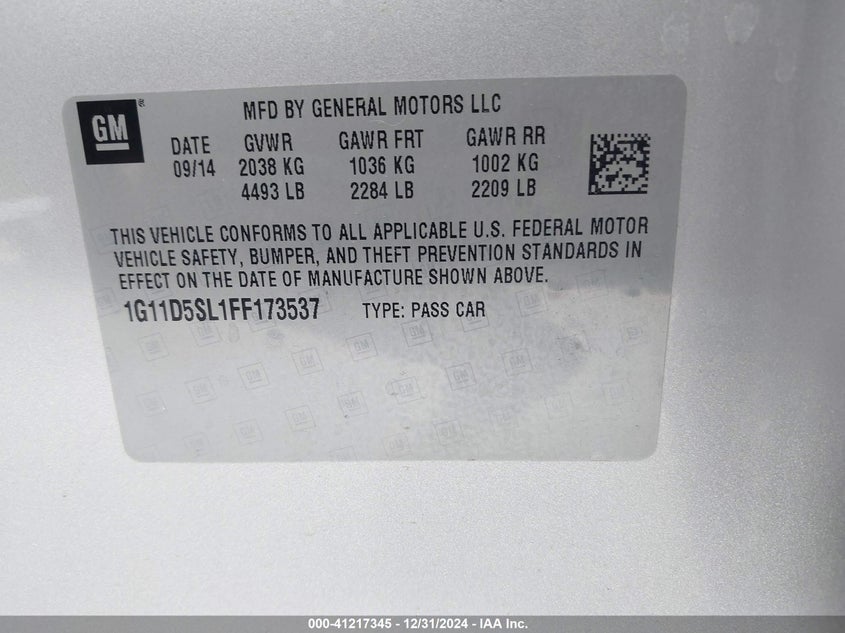 GM®
MFD BY GENERAL MOTORS LLC
DATE GVWR GAWR FRT GAWR RR
09/14 2038 KG 1036 KG 1002 KG
4493 LB 2284 LB 2209 LB
THIS VEHICLE CONFORMS TO ALL APPLICABLE U.S. FEDERAL MOTOR
VEHICLE SAFETY, BUMPER, AND THEFT PREVENTION STANDARDS IN
EFFECT ON THE DATE OF MANUFACTURE SHOWN ABOVE.
1G11D5SL1FF173537 TYPE: PASS CAR
000-41217345 - 12/31/2024 - IAA Inc.